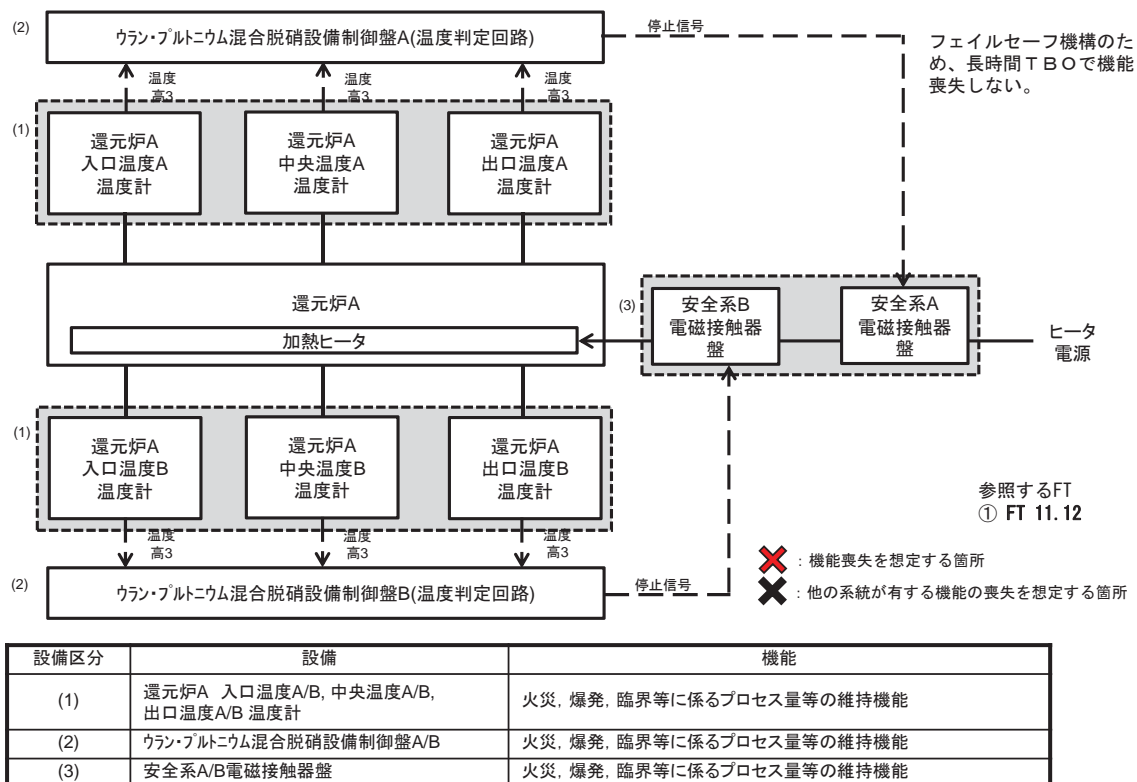 (2)
ウラン・プルトニウム混合脱硝設備制御盤A(温度判定回路)
停止信号
フェイルセーフ機構のた
め、長時間TBOで機能
喪失しない。
温度
高3
温度
高3
温度
高3
(1)
還元炉A
入口温度A
温度計
還元炉A
中央温度A
温度計
還元炉A
出口温度A
温度計
還元炉A
加熱ヒータ
(3)
安全系B
電磁接触器
盤
安全系A
電磁接触器
盤
ヒータ
電源
(1)
還元炉A
入口温度B
温度計
還元炉A
中央温度B
温度計
還元炉A
出口温度B
温度計
温度
高3
温度
高3
温度
高3
(2)
ウラン・プルトニウム混合脱硝設備制御盤B(温度判定回路)
停止信号
参照するFT
① FT 11.12
:機能喪失を想定する箇所
:他の系統が有する機能の喪失を想定する箇所
設備区分 設備 機能
(1) 還元炉A 入口温度A/B, 中央温度A/B,
出口温度A/B 温度計
火災, 爆発, 臨界等に係るプロセス量等の維持機能
(2) ウラン・プルトニウム混合脱硝設備制御盤A/B 火災, 爆発, 臨界等に係るプロセス量等の維持機能
(3) 安全系A/B電磁接触器盤 火災, 爆発, 臨界等に係るプロセス量等の維持機能